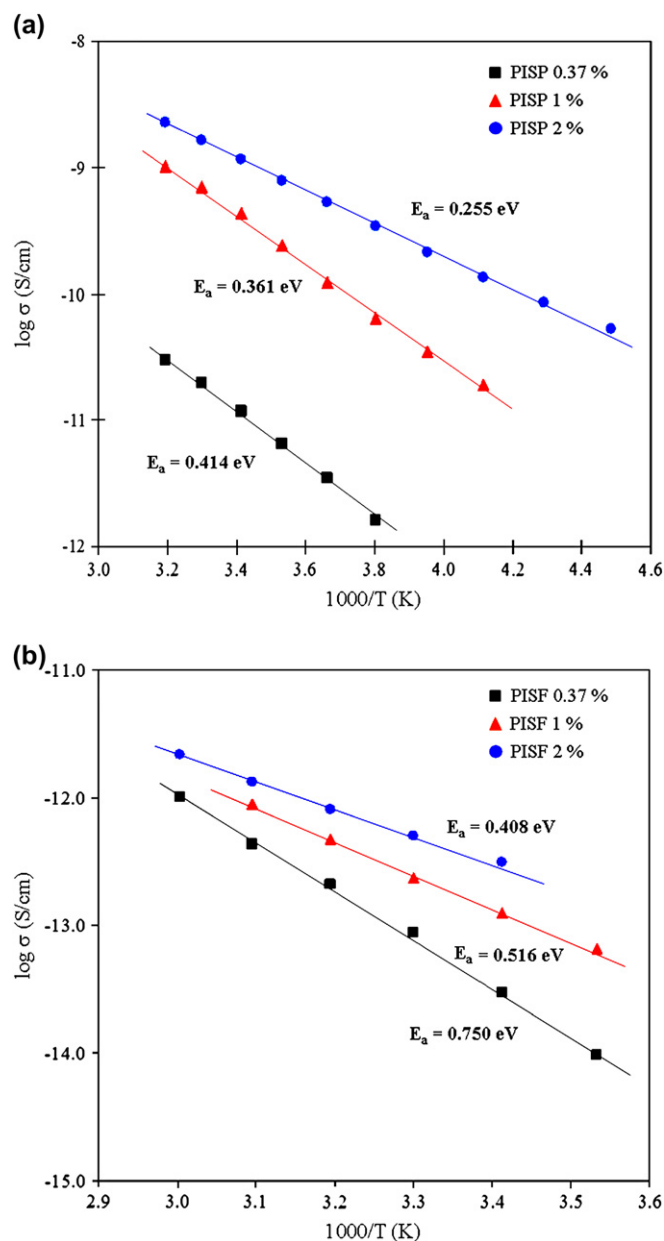 (a)
-8
PISP 0.37 %
PISP 1 %
PISP 2 %
-9
Ea = 0.255 eV
log σ (S/cm)
-10
Ea = 0.361 eV
-11
Ea = 0.414 eV
-12
3.0 3.2 3.4 3.6 3.8 4.0 4.2 4.4 4.6
1000/T (K)
(b)
-11.0
PISF 0.37 %
PISF 1 %
PISF 2 %
-12.0
Ea = 0.408 eV
log σ (S/cm)
-13.0
Ea = 0.516 eV
Ea = 0.750 eV
-14.0
-15.0
2.9 3.0 3.1 3.2 3.3 3.4 3.5 3.6
1000/T (K)